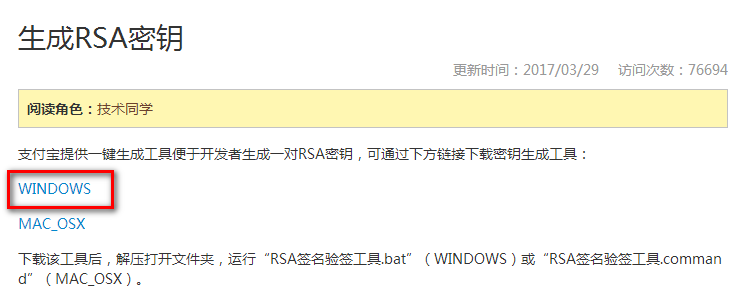 生成RSA密钥
更新时间：2017/03/29 访问次数：76694
阅读角色：技术同学
支付宝提供一键生成工具便于开发者生成一对RSA密钥，可通过下方链接下载密钥生成工具：
WINDOWS
MAC_OSX
下载该工具后，解压打开文件夹，运行“RSA签名验签工具.bat”（WINDOWS）或“RSA签名验签工具.comman
d”（MAC_OSX）。